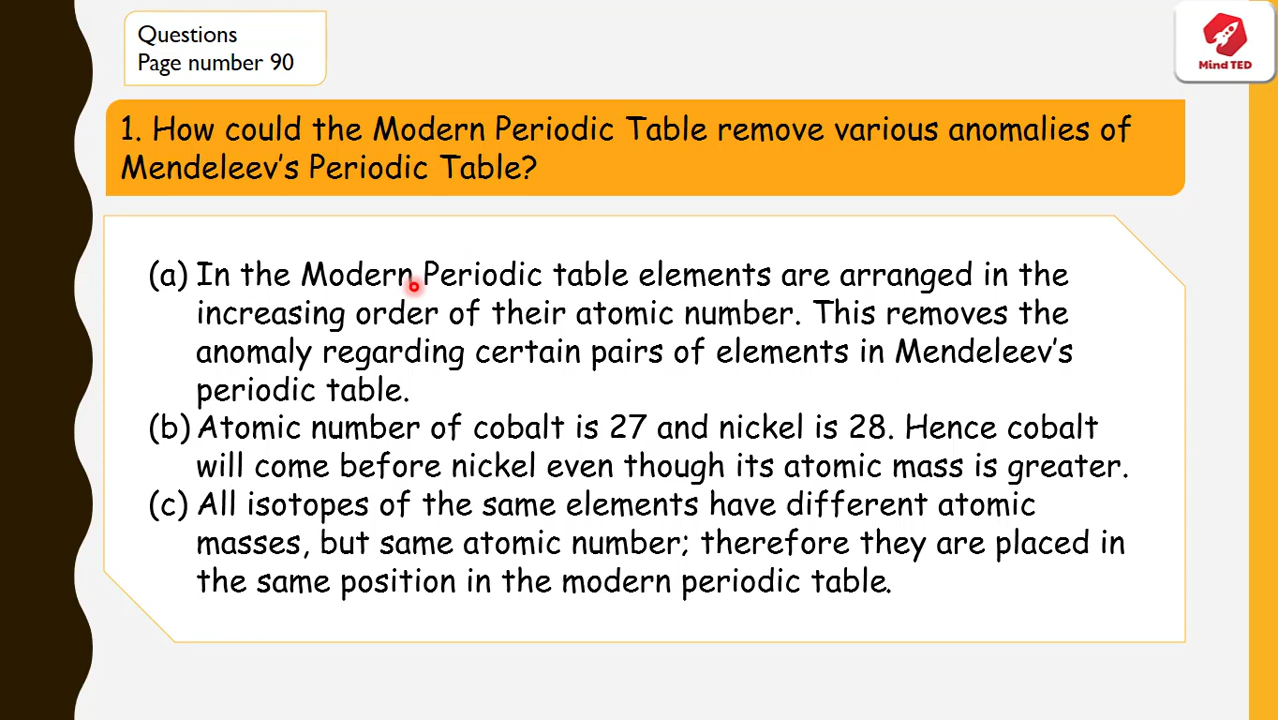 Questions
Page number 90
Mind TED
1. How could the Modern Periodic Table remove various anomalies of
Mendeleev's Periodic Table?
(a) In the Modern Periodic table elements are arranged in the
increasing order of their atomic number. This removes the
anomaly regarding certain pairs of elements in Mendeleev's
periodic table.
(b) Atomic number of cobalt is 27 and nickel is 28. Hence cobalt
will come before nickel even though its atomic mass is greater.
(c) All isotopes of the same elements have different atomic
masses, but same atomic number; therefore they are placed in
the same position in the modern periodic table.